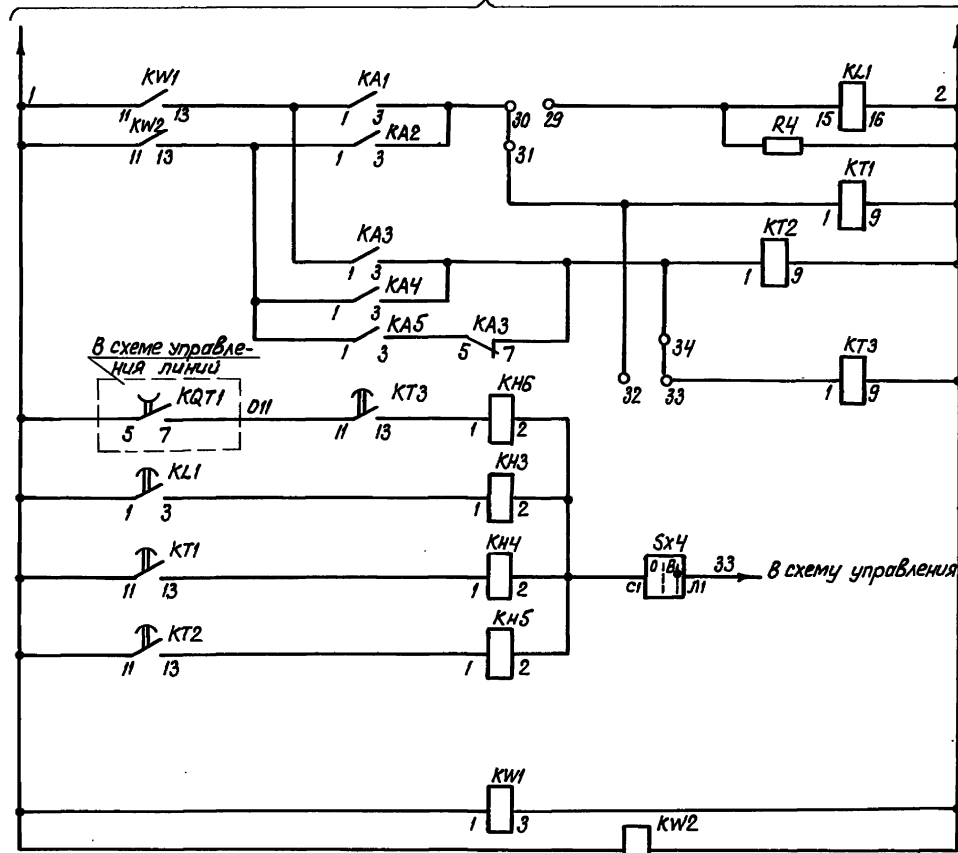 KW1 KA1 KL1
1 11 13 1 3 30 29 15 16 2
KW2 KA2 R4
11 13 1 3 31
KT1
1 9
KA3 KT2
1 3 1 9
KA4
1 3
KA5 KA3
1 3 5 7
34
KT3
32 33 1 9
В схеме управле-
ния линий
KQT1 011 KT3 KH6
5 7 11 13 1 2
KL1 KH3
1 3 1 2
KT1 KH4 SX4
11 13 1 2 С1 О В Л1 33 В схему управления
KT2 KH5
11 13 1 2
KW1
1 3
KW2